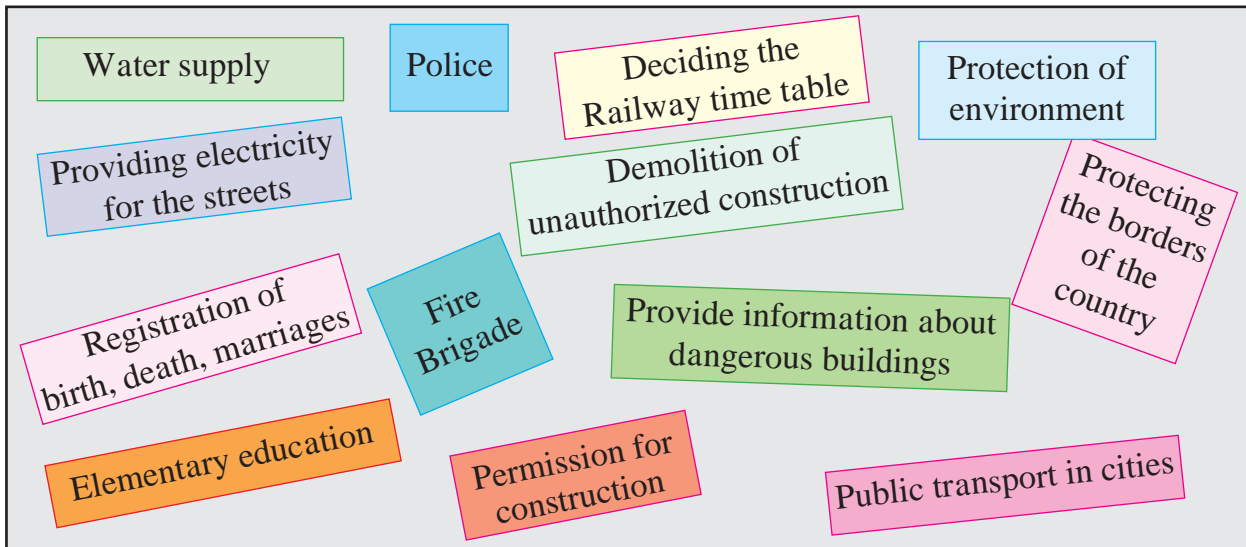 Water supply
Police
Deciding the
Railway time table
Protection of
environment
Providing electricity
for the streets
Demolition of
unauthorized construction
Protecting
the borders
of the
country
Registration of
birth, death, marriages
Fire
Brigade
Provide information about
dangerous buildings
Elementary education
Permission for
construction
Public transport in cities